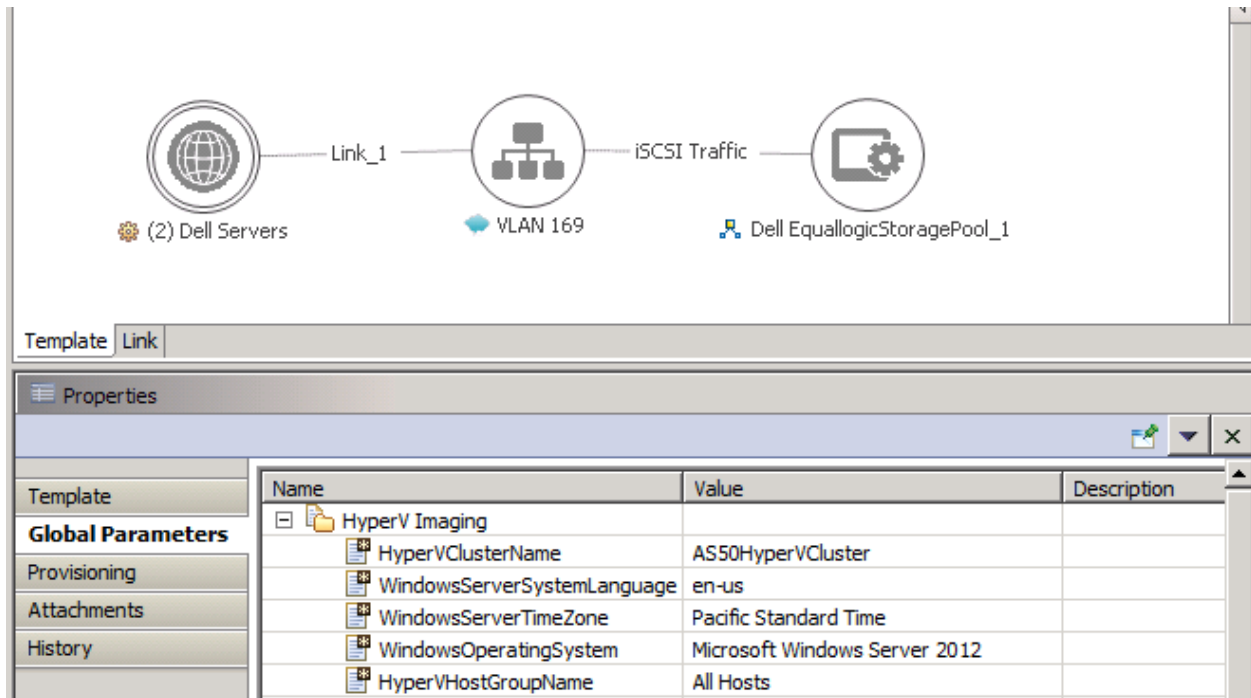 Link_1
iSCSI Traffic
(2) Dell Servers
VLAN 169
Dell EquallogicStoragePool_1
Template Link
Properties
Template
Global Parameters
Provisioning
Attachments
History
Name Value Description
HyperV Imaging
HyperVClusterName AS50HyperVCluster
WindowsServerSystemLanguage en-us
WindowsServerTimeZone Pacific Standard Time
WindowsOperatingSystem Microsoft Windows Server 2012
HyperVHostGroupName All Hosts